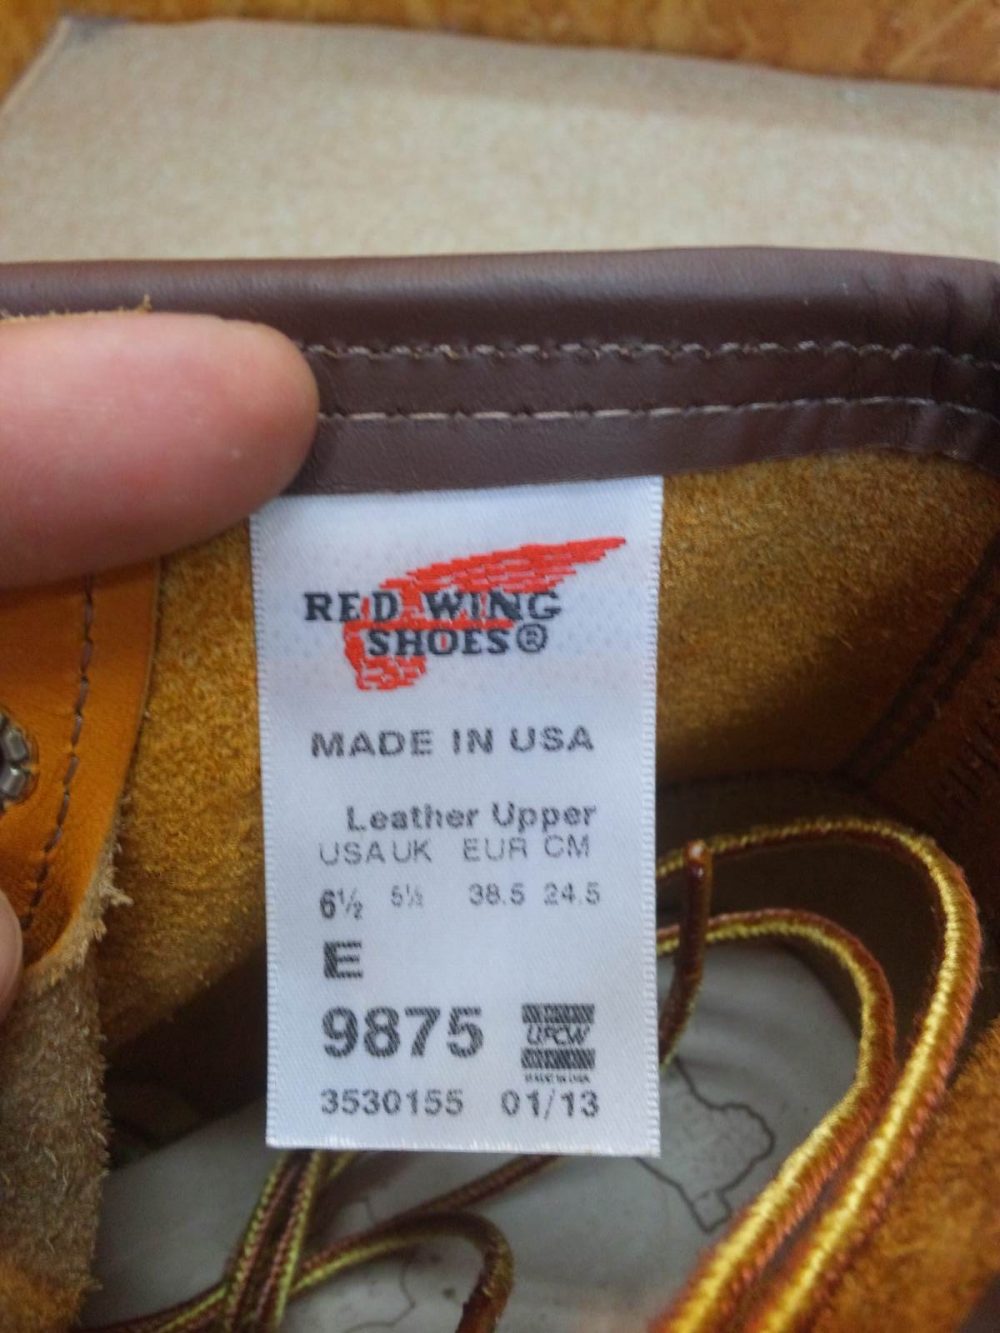 RED WING
SHOES®
MADE IN USA
Leather Upper
USA UK EUR CM
6½ 5½ 38.5 24.5
E
9875
UFCW
3530155 01/13